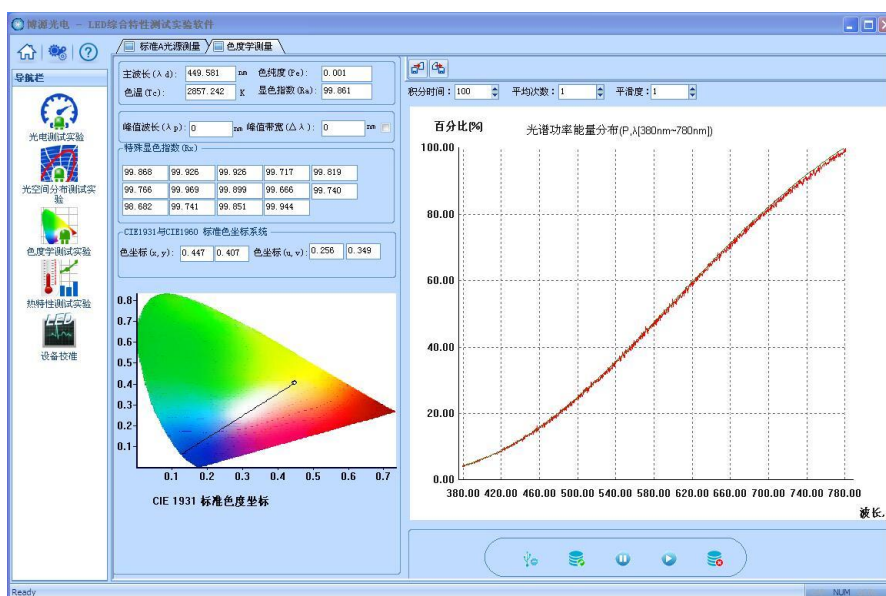 博源光电 - LED综合特性测试实验软件
标准A光源测量
色度学测量
导航栏
光电测试实验
光空间分布测试实
验
色度学测试实验
热特性测试实验
LED
设备校准
主波长(λd): 449.581 nm 色纯度(Pe): 0.001
色温(Tc): 2857.242 K 显色指数(Ra): 99.861
峰值波长(λp): 0 nm 峰值带宽(△λ): 0 nm
特殊显色指数(Rx)
99.868 99.926 99.926 99.717 99.819
99.766 99.969 99.899 99.666 99.740
98.682 99.741 99.851 99.944
CIE1931与CIE1960 标准色坐标系统
色坐标(x,y): 0.447 0.407 色坐标(u,v): 0.256 0.349
0.8
0.7
0.6
0.5
0.4
0.3
0.2
0.1
0.1 0.2 0.3 0.4 0.5 0.6 0.7
CIE 1931 标准色度坐标
积分时间: 100 平均次数: 1 平滑度: 1
百分比[%] 光谱功率能量分布(P,λ[380nm~780nm])
100.00
80.00
60.00
40.00
20.00
0.00
380.00 420.00 460.00 500.00 540.00 580.00 620.00 660.00 700.00 740.00 780.00
波长.
Ready
NUM